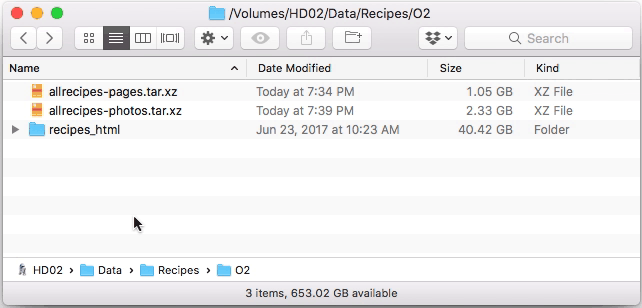 /Volumes/HD02/Data/Recipes/O2
Search
Name Date Modified Size Kind
allrecipes-pages.tar.xz Today at 7:34 PM 1.05 GB XZ File
allrecipes-photos.tar.xz Today at 7:39 PM 2.33 GB XZ File
recipes_html Jun 23, 2017 at 10:23 AM 40.42 GB Folder
HD02 Data Recipes O2
3 items, 653.02 GB available